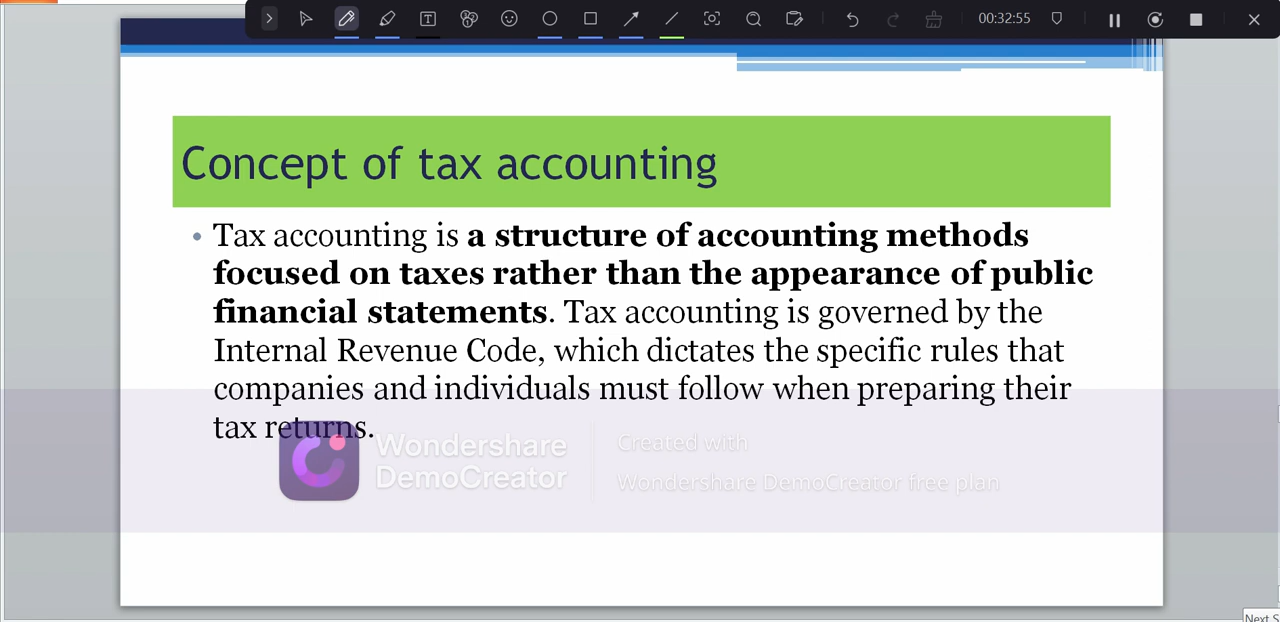 00:32:55
Concept of tax accounting
• Tax accounting is a structure of accounting methods
focused on taxes rather than the appearance of public
financial statements. Tax accounting is governed by the
Internal Revenue Code, which dictates the specific rules that
companies and individuals must follow when preparing their
tax returns.
Wondershare
DemoCreator
Created with
Wondershare DemoCreator free plan
Next S